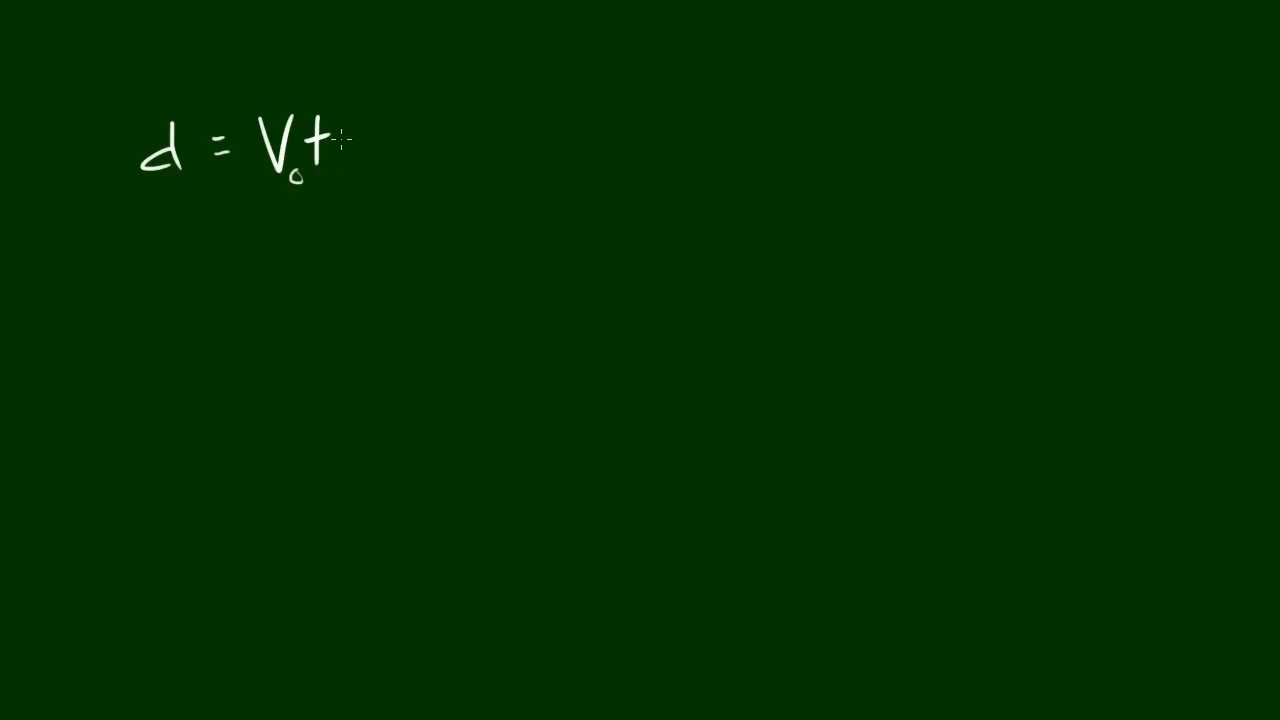 d = V₀t